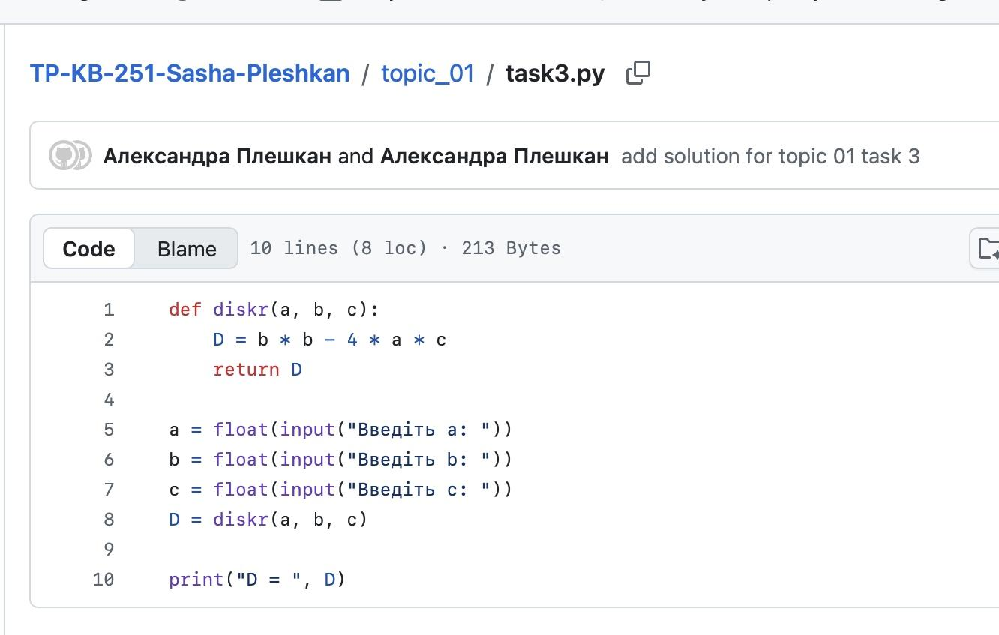 TP-KB-251-Sasha-Pleshkan / topic_01 / task3.py
Александра Плешкан and Александра Плешкан add solution for topic 01 task 3
Code Blame 10 lines (8 loc) · 213 Bytes
1 def diskr(a, b, c):
2     D = b * b - 4 * a * c
3     return D
4
5 a = float(input("Введіть a: "))
6 b = float(input("Введіть b: "))
7 c = float(input("Введіть c: "))
8 D = diskr(a, b, c)
9
10 print("D = ", D)